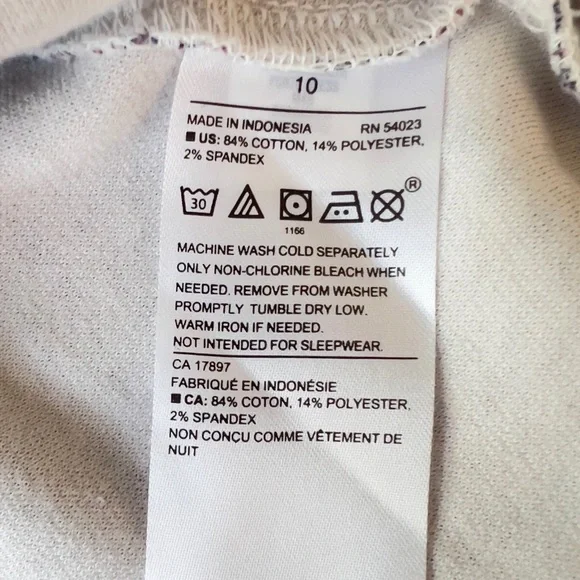 10
MADE IN INDONESIA RN 54023
US: 84% COTTON, 14% POLYESTER,
2% SPANDEX
30
®
1166
MACHINE WASH COLD SEPARATELY
ONLY NON-CHLORINE BLEACH WHEN
NEEDED. REMOVE FROM WASHER
PROMPTLY TUMBLE DRY LOW.
WARM IRON IF NEEDED.
NOT INTENDED FOR SLEEPWEAR.
CA 17897
FABRIQUÉ EN INDONÉSIE
CA: 84% COTON, 14% POLYESTER,
2% SPANDEX
NON CONÇU COMME VÊTEMENT DE
NUIT